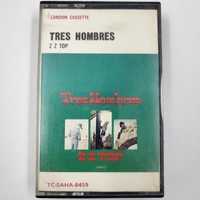 LONDON CASSETTE
TRES HOMBRES
Z Z TOP
Tres Hombres
ZZ TOP
TC-SAHA-8459